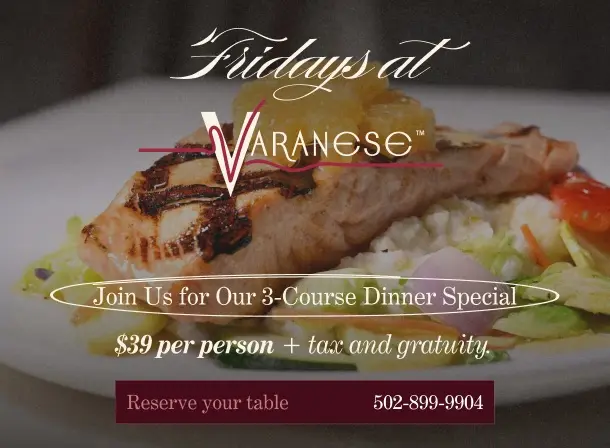 Fridays at
VARANESE™
Join Us for Our 3-Course Dinner Special
$39 per person + tax and gratuity.
Reserve your table 502-899-9904